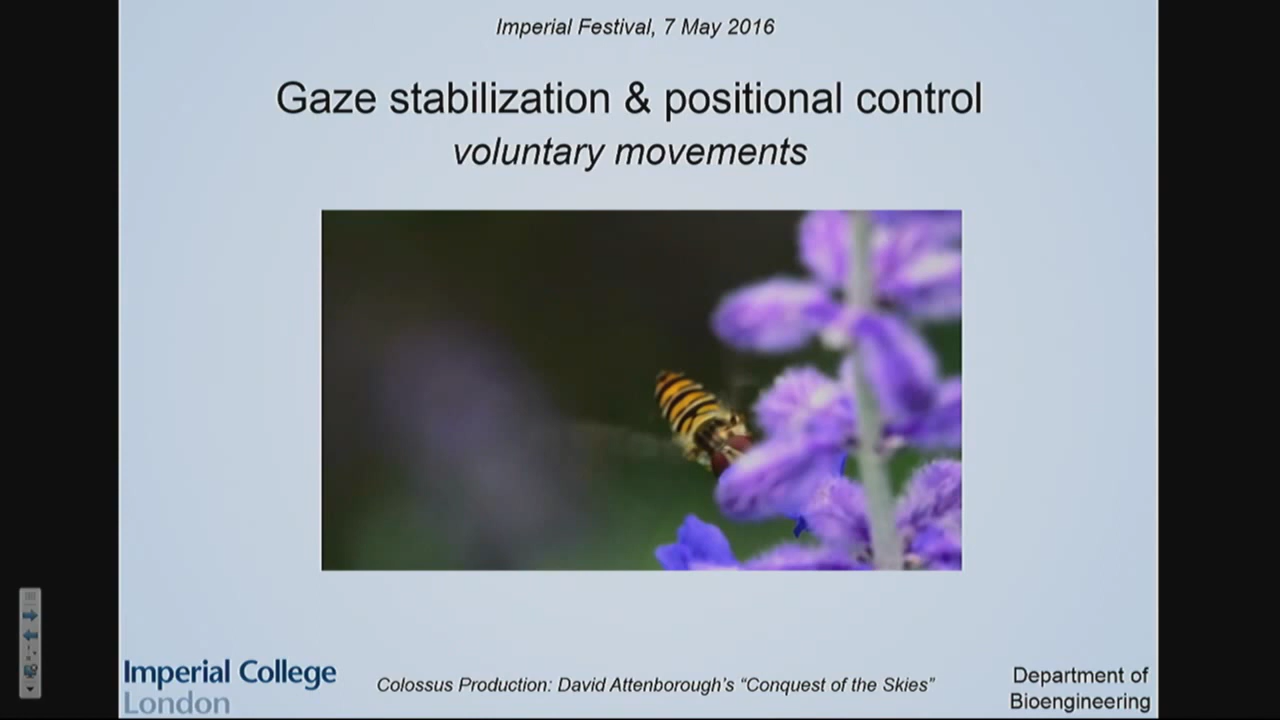 Imperial Festival, 7 May 2016
Gaze stabilization & positional control
voluntary movements
Imperial College
London
Colossus Production: David Attenborough’s “Conquest of the Skies”
Department of
Bioengineering